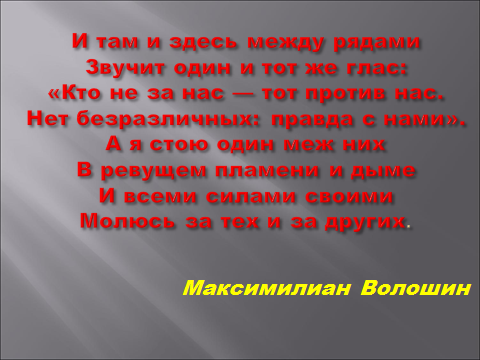 И там и здесь между рядами
Звучит один и тот же глас:
«Кто не за нас — тот против нас.
Нет безразличных: правда с нами».
А я стою один меж них
В ревущем пламени и дыме
И всеми силами своими
Молюсь за тех и за других.
Максимилиан Волошин